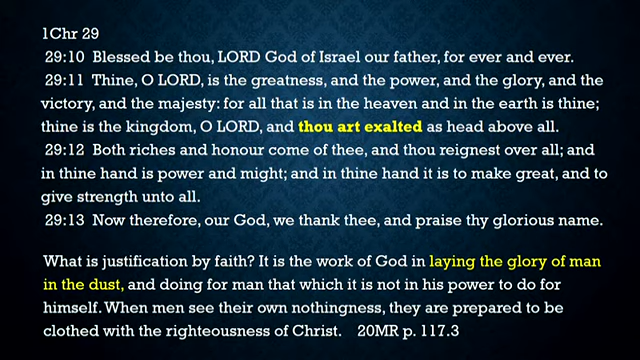 1Chr 29
29:10 Blessed be thou, LORD God of Israel our father, for ever and ever.
29:11 Thine, O LORD, is the greatness, and the power, and the glory, and the
victory, and the majesty: for all that is in the heaven and in the earth is thine;
thine is the kingdom, O LORD, and thou art exalted as head above all.
29:12 Both riches and honour come of thee, and thou reignest over all; and
in thine hand is power and might; and in thine hand it is to make great, and to
give strength unto all.
29:13 Now therefore, our God, we thank thee, and praise thy glorious name.
What is justification by faith? It is the work of God in laying the glory of man
in the dust, and doing for man that which it is not in his power to do for
himself. When men see their own nothingness, they are prepared to be
clothed with the righteousness of Christ. 20MR p. 117.3